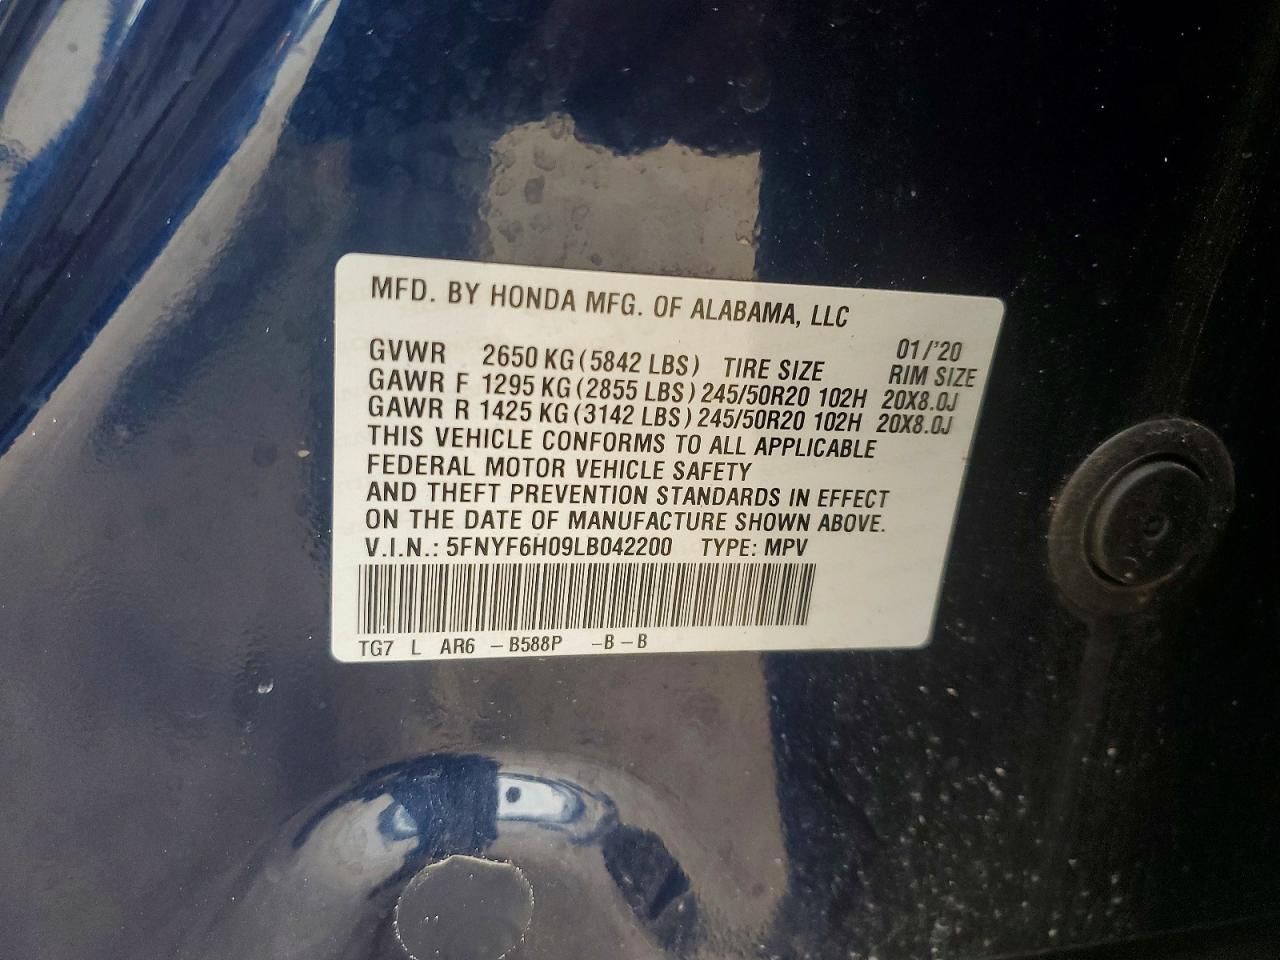 MFD. BY HONDA MFG. OF ALABAMA, LLC
01/'20
GVWR 2650 KG (5842 LBS) TIRE SIZE RIM SIZE
GAWR F 1295 KG (2855 LBS) 245/50R20 102H 20X8.0J
GAWR R 1425 KG (3142 LBS) 245/50R20 102H 20X8.0J
THIS VEHICLE CONFORMS TO ALL APPLICABLE
FEDERAL MOTOR VEHICLE SAFETY
AND THEFT PREVENTION STANDARDS IN EFFECT
ON THE DATE OF MANUFACTURE SHOWN ABOVE.
V.I.N.: 5FNYF6H09LB042200 TYPE: MPV
TG7 L AR6 – B588P –B – B